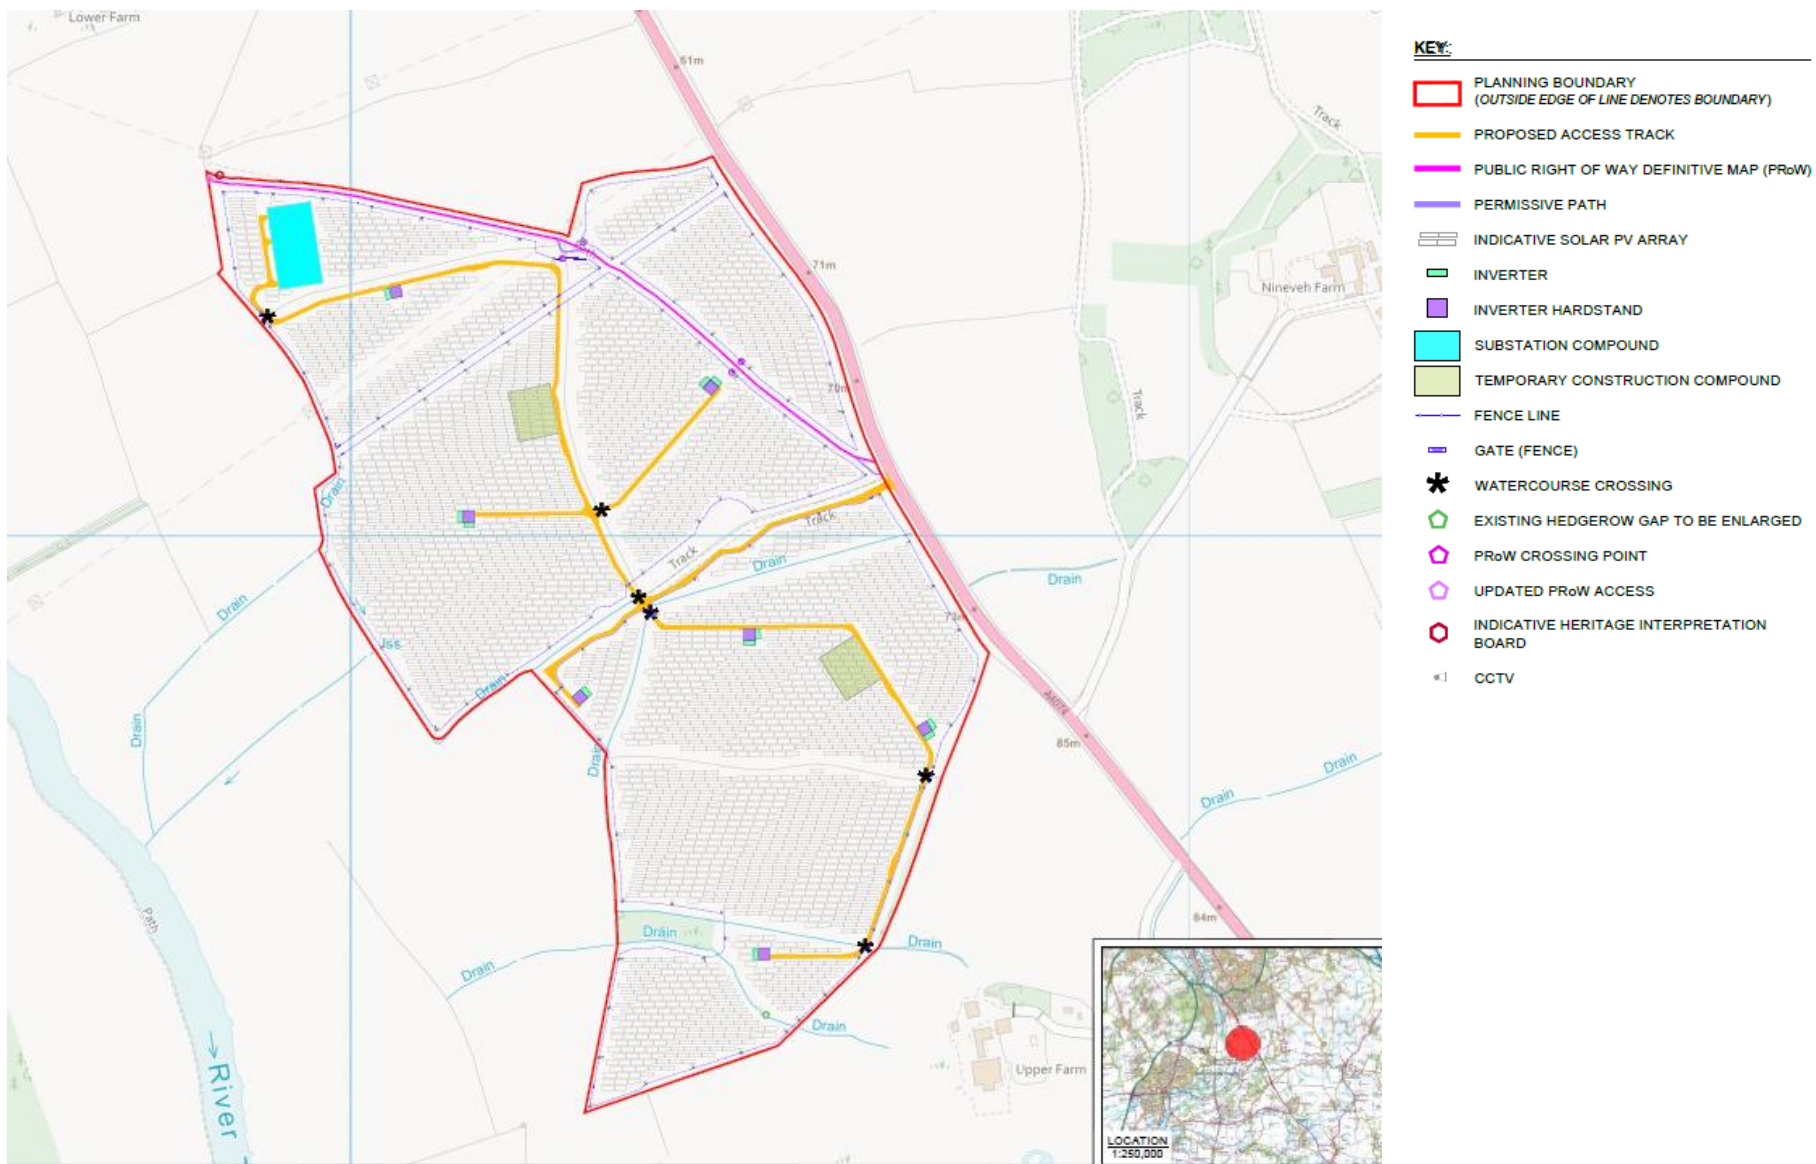 Lower Farm
61m
Track
71m
Nineveh Farm
70m
Track
Drain
Track
Track
Drain
Drain
Drain
Iss
73m
Drain
Drain
Drain
A4074
85m
Drain
Drain
Path
84m
Drain
Drain
Drain
Drain
Upper Farm
River
LOCATION
1:250,000
KEY:
PLANNING BOUNDARY
(OUTSIDE EDGE OF LINE DENOTES BOUNDARY)
PROPOSED ACCESS TRACK
PUBLIC RIGHT OF WAY DEFINITIVE MAP (PRoW)
PERMISSIVE PATH
INDICATIVE SOLAR PV ARRAY
INVERTER
INVERTER HARDSTAND
SUBSTATION COMPOUND
TEMPORARY CONSTRUCTION COMPOUND
FENCE LINE
GATE (FENCE)
WATERCOURSE CROSSING
EXISTING HEDGEROW GAP TO BE ENLARGED
PRoW CROSSING POINT
UPDATED PRoW ACCESS
INDICATIVE HERITAGE INTERPRETATION
BOARD
CCTV